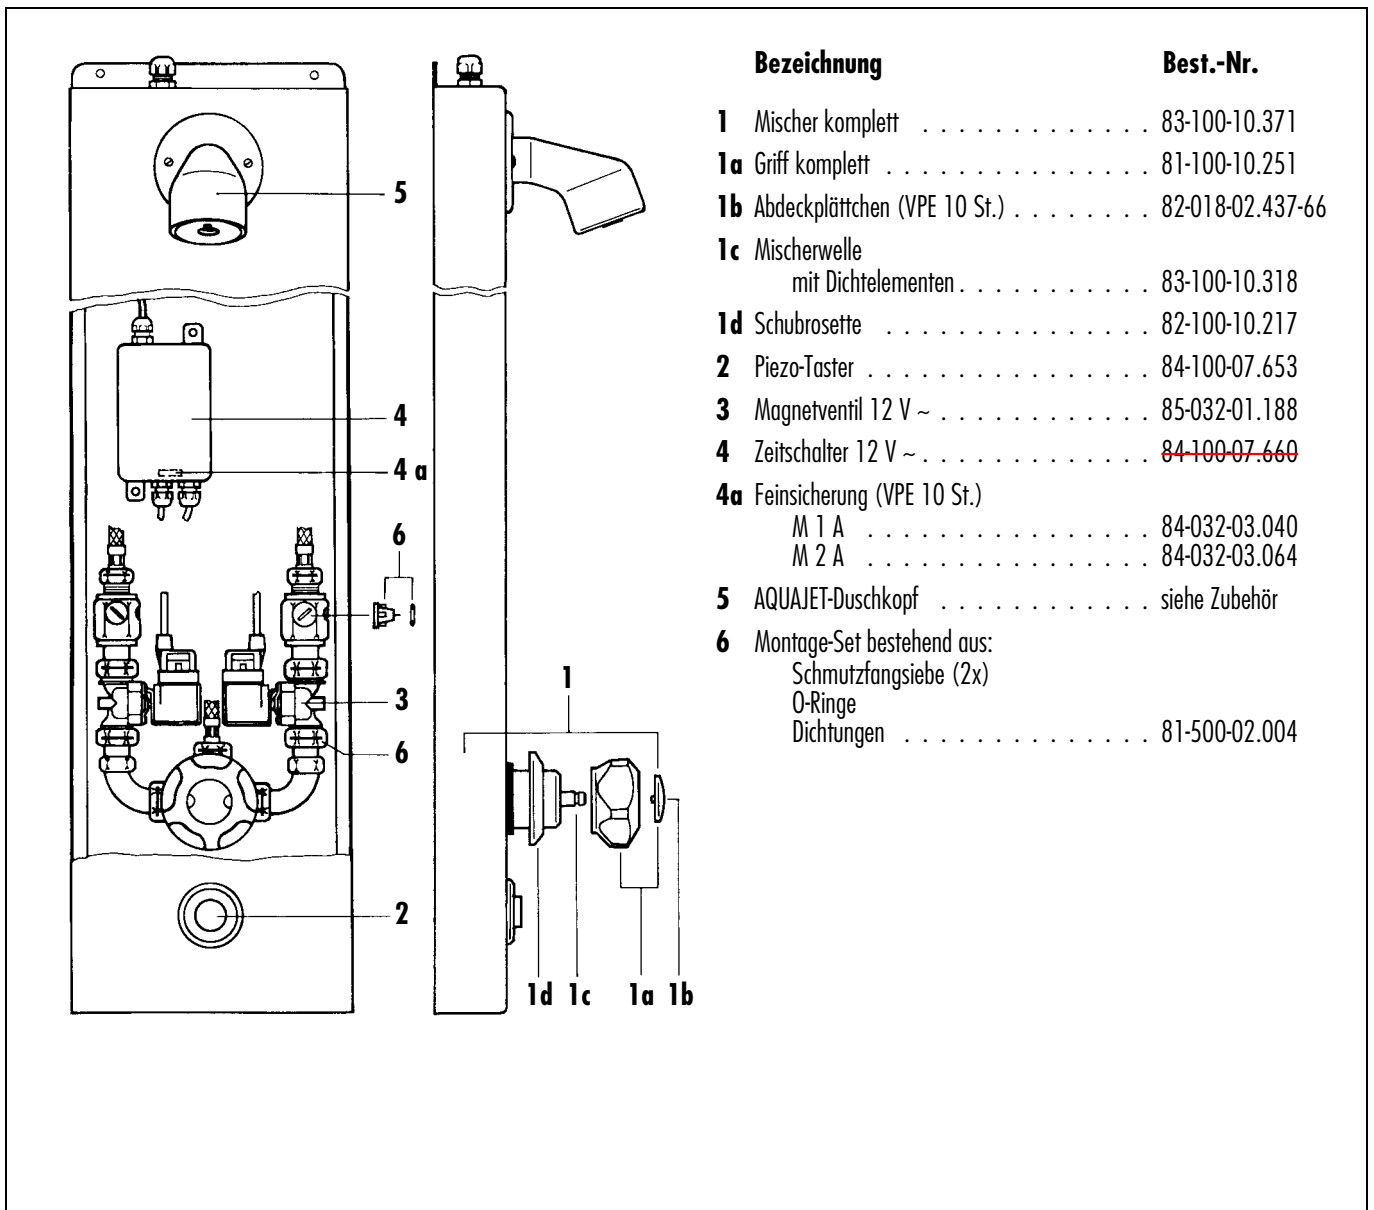 Bezeichnung Best.-Nr.
1 Mischer komplett . . . . . . . . . . . . . 83-100-10.371
1a Griff komplett . . . . . . . . . . . . . . . 81-100-10.251
1b Abdeckplättchen (VPE 10 St.) . . . . . . . . 82-018-02.437-66
1c Mischerwelle
mit Dichtelementen . . . . . . . . . . . 83-100-10.318
1d Schubrosette . . . . . . . . . . . . . . . 82-100-10.217
2 Piezo-Taster . . . . . . . . . . . . . . . . 84-100-07.653
3 Magnetventil 12 V ~ . . . . . . . . . . . . 85-032-01.188
4 Zeitschalter 12 V ~ . . . . . . . . . . . . . 84-100-07.660
4a Feinsicherung (VPE 10 St.)
M 1 A . . . . . . . . . . . . . . . . 84-032-03.040
M 2 A . . . . . . . . . . . . . . . . 84-032-03.064
5 AQUAJET-Duschkopf . . . . . . . . . . . . siehe Zubehör
6 Montage-Set bestehend aus:
Schmutzfangsiebe (2x)
O-Ringe
Dichtungen . . . . . . . . . . . . . . 81-500-02.004
5
4
4 a
6
3
6
2
1
1d 1c 1a 1b